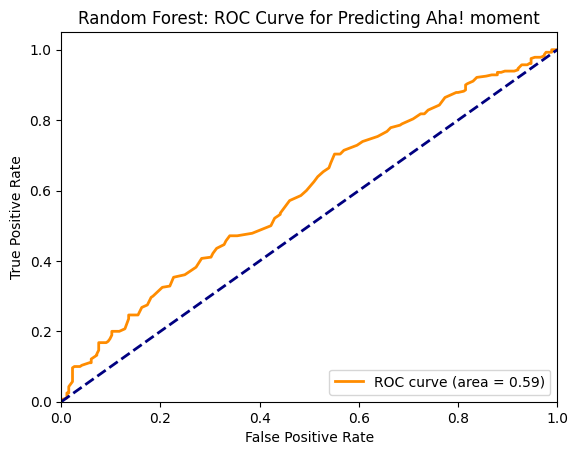 Random Forest: ROC Curve for Predicting Aha! moment
True Positive Rate
1.0
0.8
0.6
0.4
0.2
0.0
0.0 0.2 0.4 0.6 0.8 1.0
False Positive Rate
ROC curve (area = 0.59)